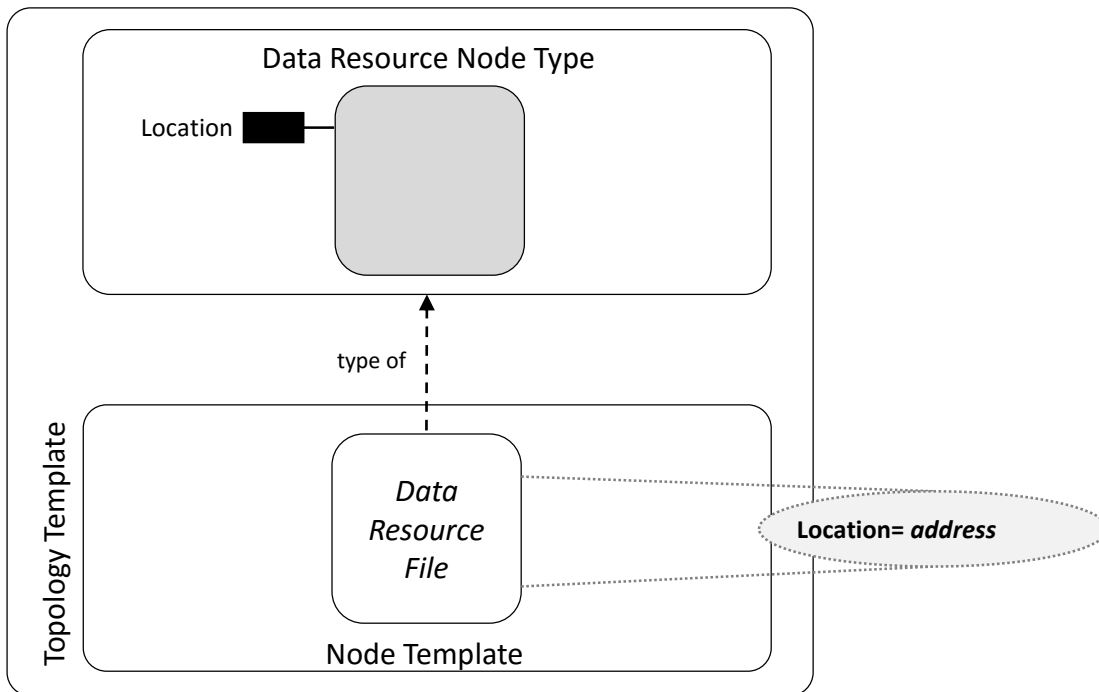 Data Resource Node Type
Location
type of
Topology Template
Data
Resource
File
Location= address
Node Template